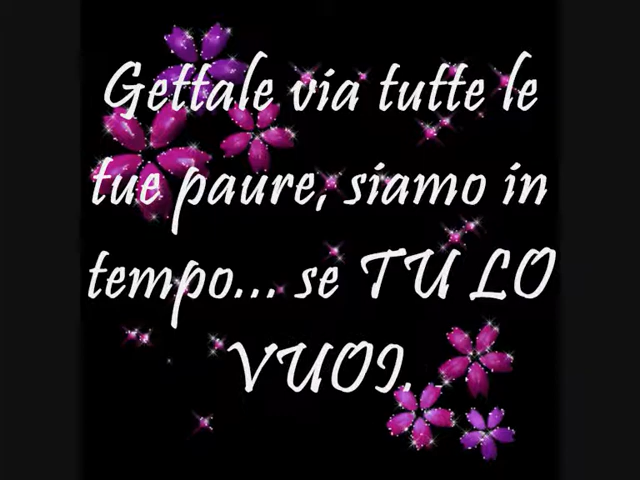 Gettale via tutte le
tue paure, siamo in
tempo... se TU LO
VUOI.